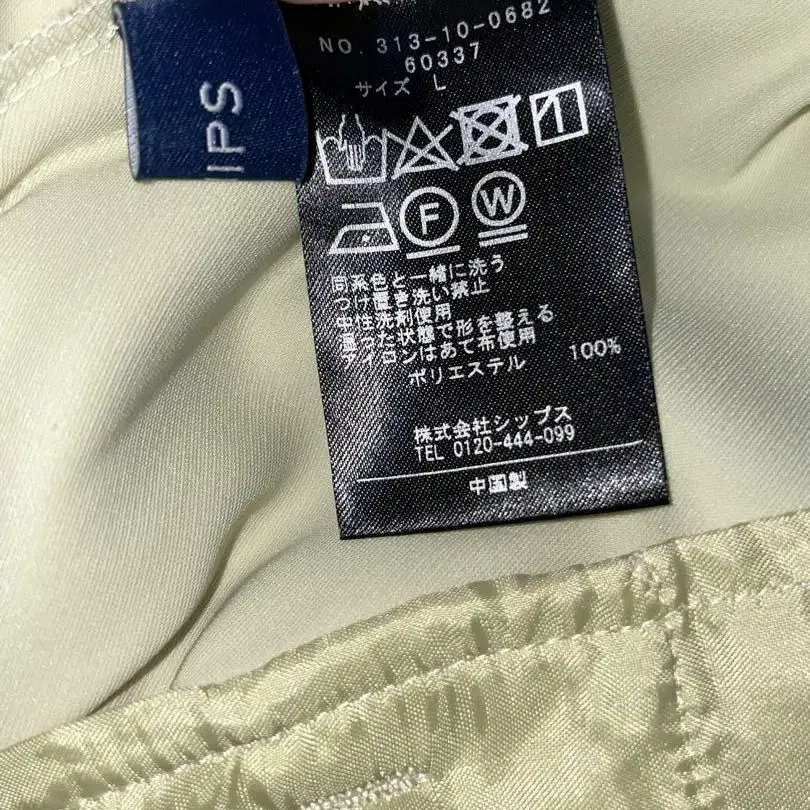 IPS
NO. 313-10-0682
60337
サイズ L
F
W
同系色と一緒に洗う
つけ置き洗い禁止
中性洗剤使用
湿った状態で形を整える
アイロンはあて布使用
ポリエステル 100%
株式会社シップス
TEL 0120-444-099
中国製